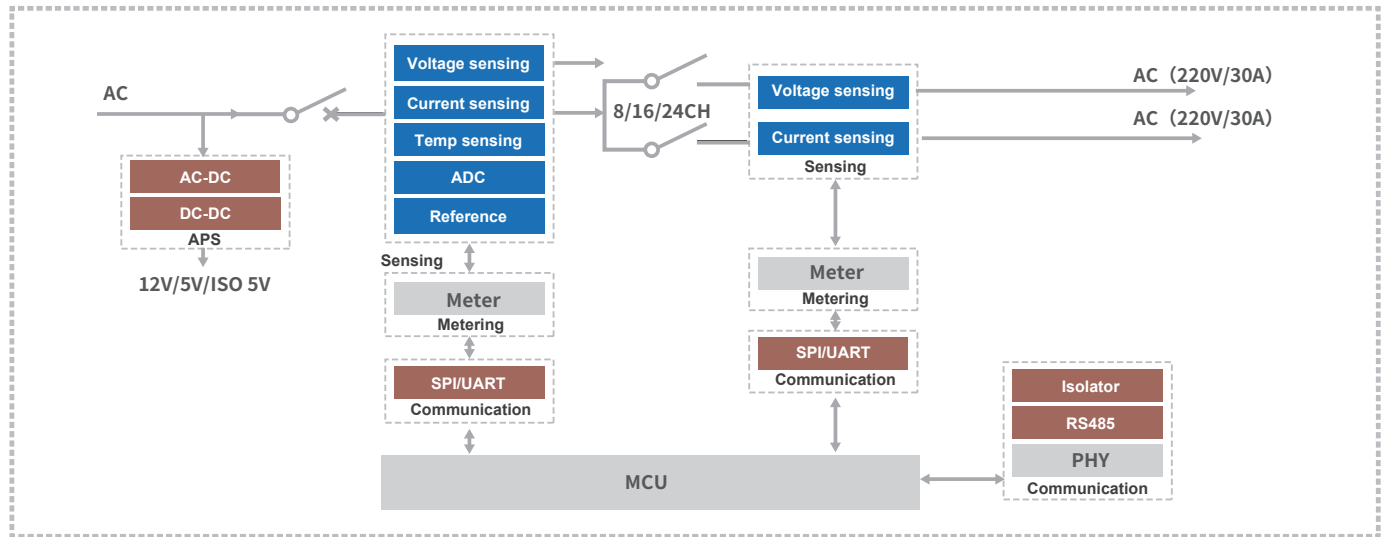 AC
AC-DC
DC-DC
APS
12V/5V/ISO 5V
Voltage sensing
Current sensing
Temp sensing
ADC
Reference
Sensing
Meter
Metering
SPI/UART
Communication
8/16/24CH
Voltage sensing
Current sensing
Sensing
AC（220V/30A）
AC（220V/30A）
Meter
Metering
SPI/UART
Communication
MCU
Isolator
RS485
PHY
Communication